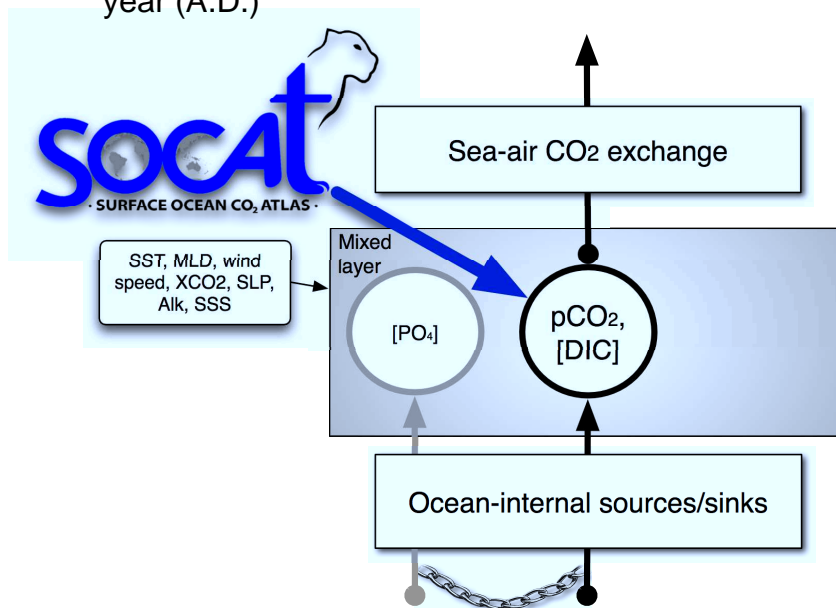 year (A.D.)
SOCAT
· SURFACE OCEAN CO₂ ATLAS ·
Sea-air CO2 exchange
SST, MLD, wind
speed, XCO2, SLP,
Alk, SSS
Mixed
layer
[PO₄]
pCO2,
[DIC]
Ocean-internal sources/sinks